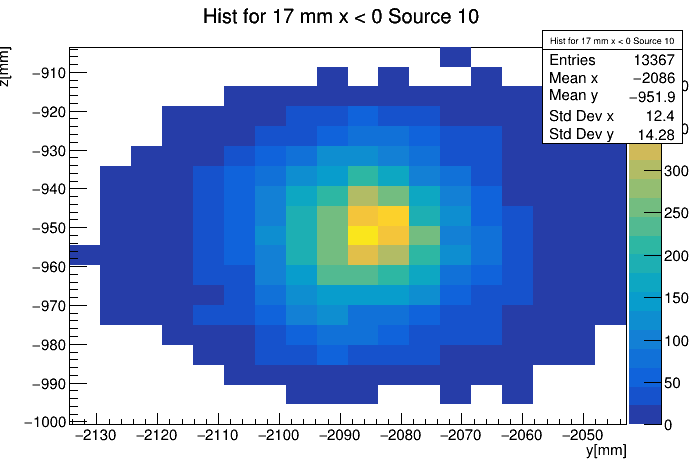 Hist for 17 mm x < 0 Source 10
z[mm]
Hist for 17 mm x < 0 Source 10
Entries 13367
Mean x −2086
Mean y −951.9
Std Dev x 12.4
Std Dev y 14.28
−910
−920
−930
−940
−950
−960
−970
−980
−990
−1000
−2130
−2120
−2110
−2100
−2090
−2080
−2070
−2060
−2050
y[mm]
300
250
200
150
100
50
0